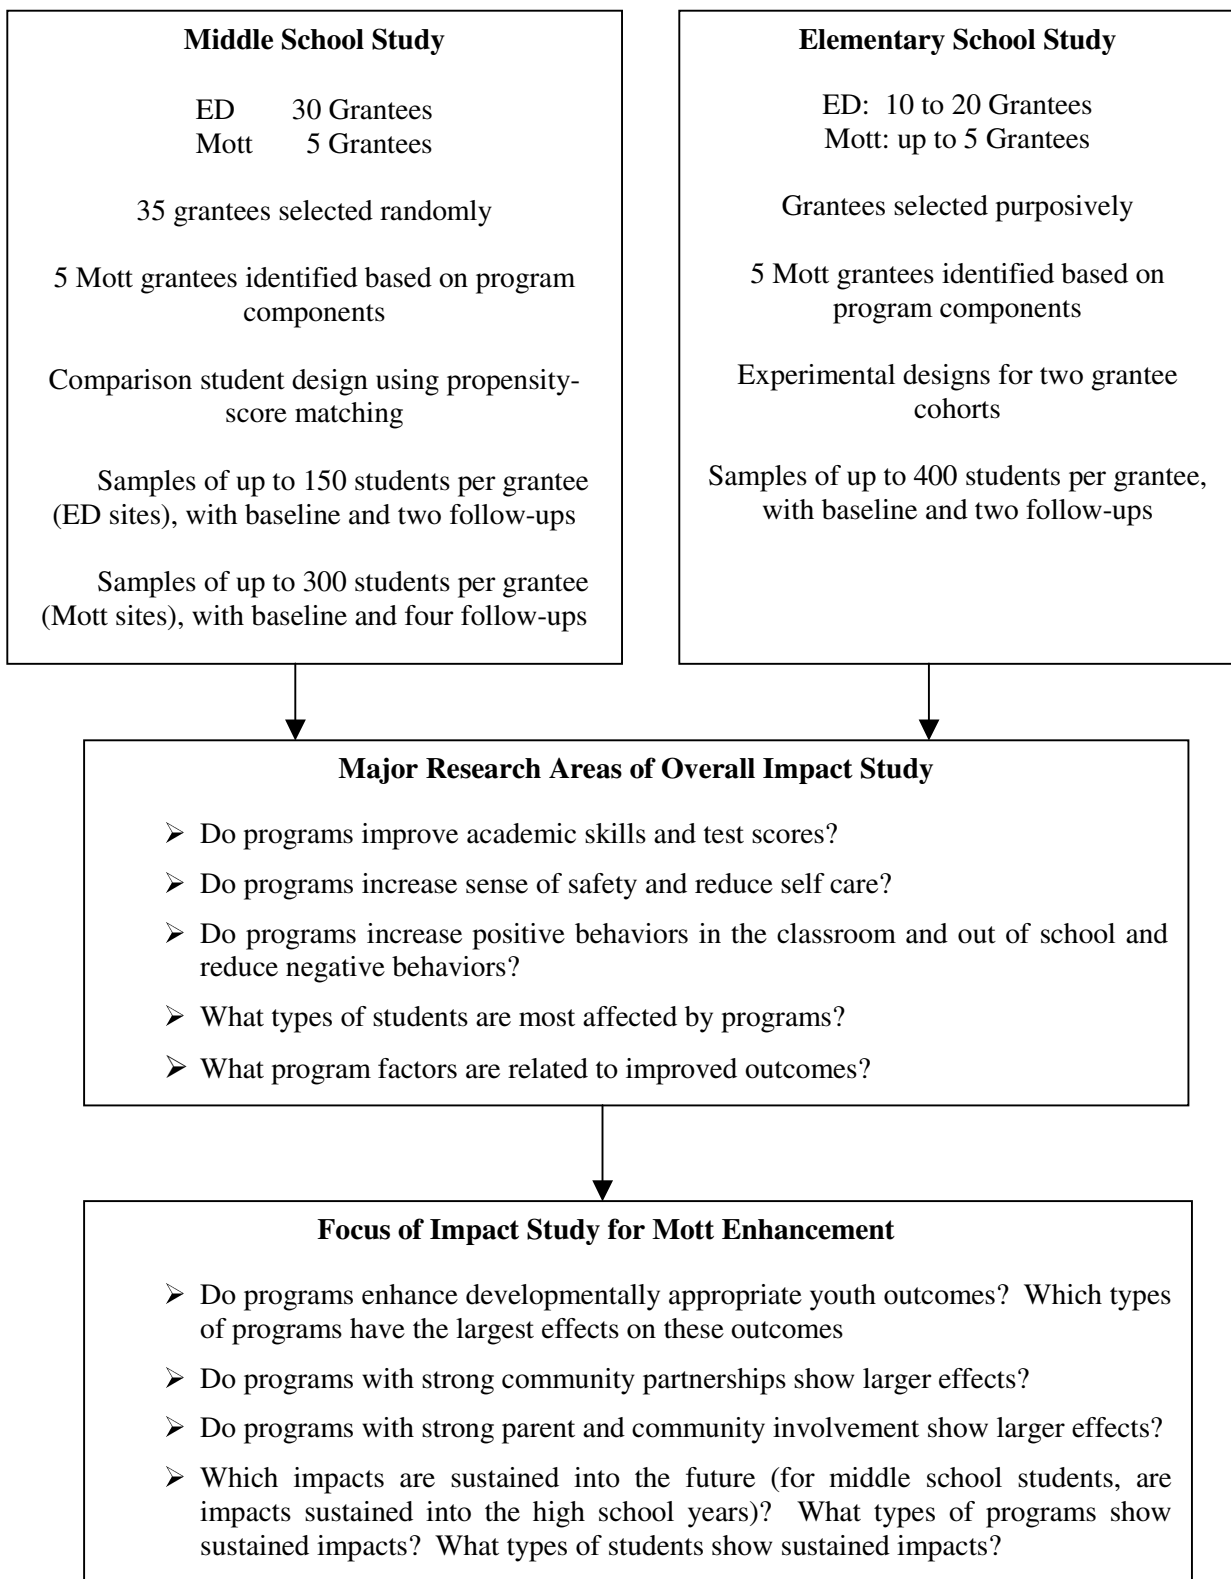 Middle School Study
ED 30 Grantees
Mott 5 Grantees
35 grantees selected randomly
5 Mott grantees identified based on program
components
Comparison student design using propensity-
score matching
Samples of up to 150 students per grantee
(ED sites), with baseline and two follow-ups
Samples of up to 300 students per grantee
(Mott sites), with baseline and four follow-ups
Elementary School Study
ED: 10 to 20 Grantees
Mott: up to 5 Grantees
Grantees selected purposively
5 Mott grantees identified based on
program components
Experimental designs for two grantee
cohorts
Samples of up to 400 students per grantee,
with baseline and two follow-ups
Major Research Areas of Overall Impact Study
➢ Do programs improve academic skills and test scores?
➢ Do programs increase sense of safety and reduce self care?
➢ Do programs increase positive behaviors in the classroom and out of school and
reduce negative behaviors?
➢ What types of students are most affected by programs?
➢ What program factors are related to improved outcomes?
Focus of Impact Study for Mott Enhancement
➢ Do programs enhance developmentally appropriate youth outcomes? Which types
of programs have the largest effects on these outcomes
➢ Do programs with strong community partnerships show larger effects?
➢ Do programs with strong parent and community involvement show larger effects?
➢ Which impacts are sustained into the future (for middle school students, are
impacts sustained into the high school years)? What types of programs show
sustained impacts? What types of students show sustained impacts?